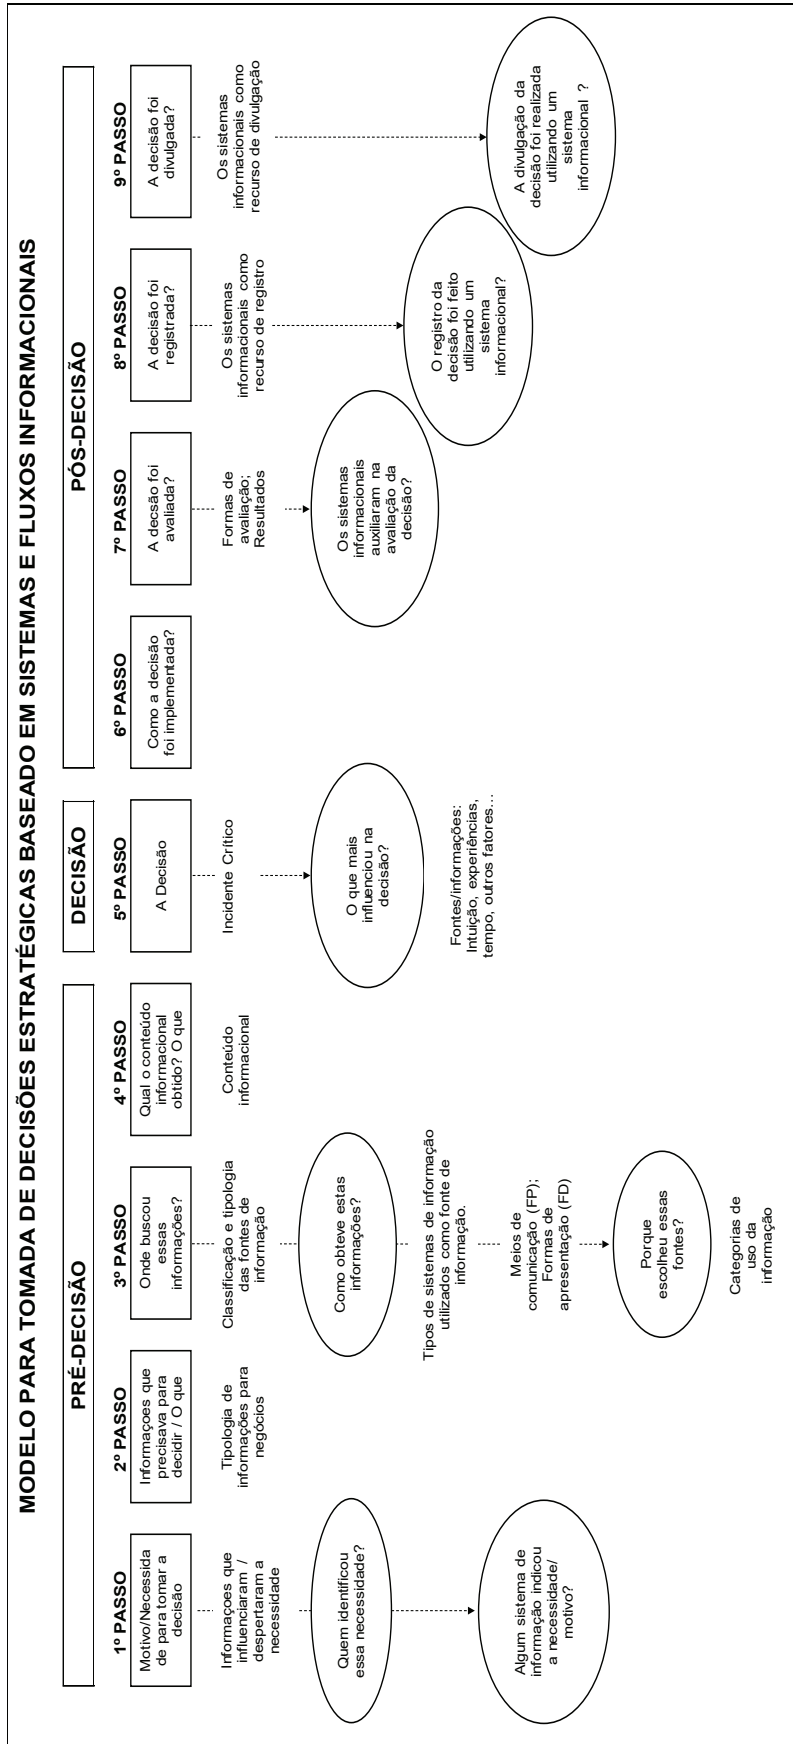 MODELO PARA TOMADA DE DECISÕES ESTRATÉGICAS BASEADO EM SISTEMAS E FLUXOS INFORMACIONAIS
PRÉ-DECISÃO
1º PASSO
Motivo/Necessida
de para tomar a
decisão
Informaçoes que
influenciaram /
despertaram a
necessidade
Quem identificou
essa necessidade?
Algum sistema de
informação indicou
a necessidade/
motivo?
2º PASSO
Informaçoes que
precisava para
decidir / O que
Tipologia de
informações para
negócios
3º PASSO
Onde buscou
essas
informações?
Classificação e tipologia
das fontes de
informação
Como obteve estas
informações?
Tipos de sistemas de informação
utilizados como fonte de
informação.
Meios de
comunicação (FP);
Formas de
apresentação (FD)
Porque
escolheu essas
fontes?
Categorias de
uso da
informação
4º PASSO
Qual o conteúdo
informacional
obtido? O que
Conteúdo
informacional
DECISÃO
5º PASSO
A Decisão
Incidente Crítico
O que mais
influenciou na
decisão?
Fontes/informações:
Intuição, experiências,
tempo, outros fatores...
PÓS-DECISÃO
6º PASSO
Como a decisão
foi implementada?
7º PASSO
A decsão foi
avaliada?
Formas de
avaliação;
Resultados
Os sistemas
informacionais
auxiliaram na
avaliação da
decisão?
8º PASSO
A decisão foi
registrada?
Os sistemas
informacionais como
recurso de registro
O registro da
decisão foi feito
utilizando um
sistema
informacional?
9º PASSO
A decisão foi
divulgada?
Os sistemas
informacionais como
recurso de divulgação
A divulgação da
decisão foi realizada
utilizando um
sistema
informacional ?